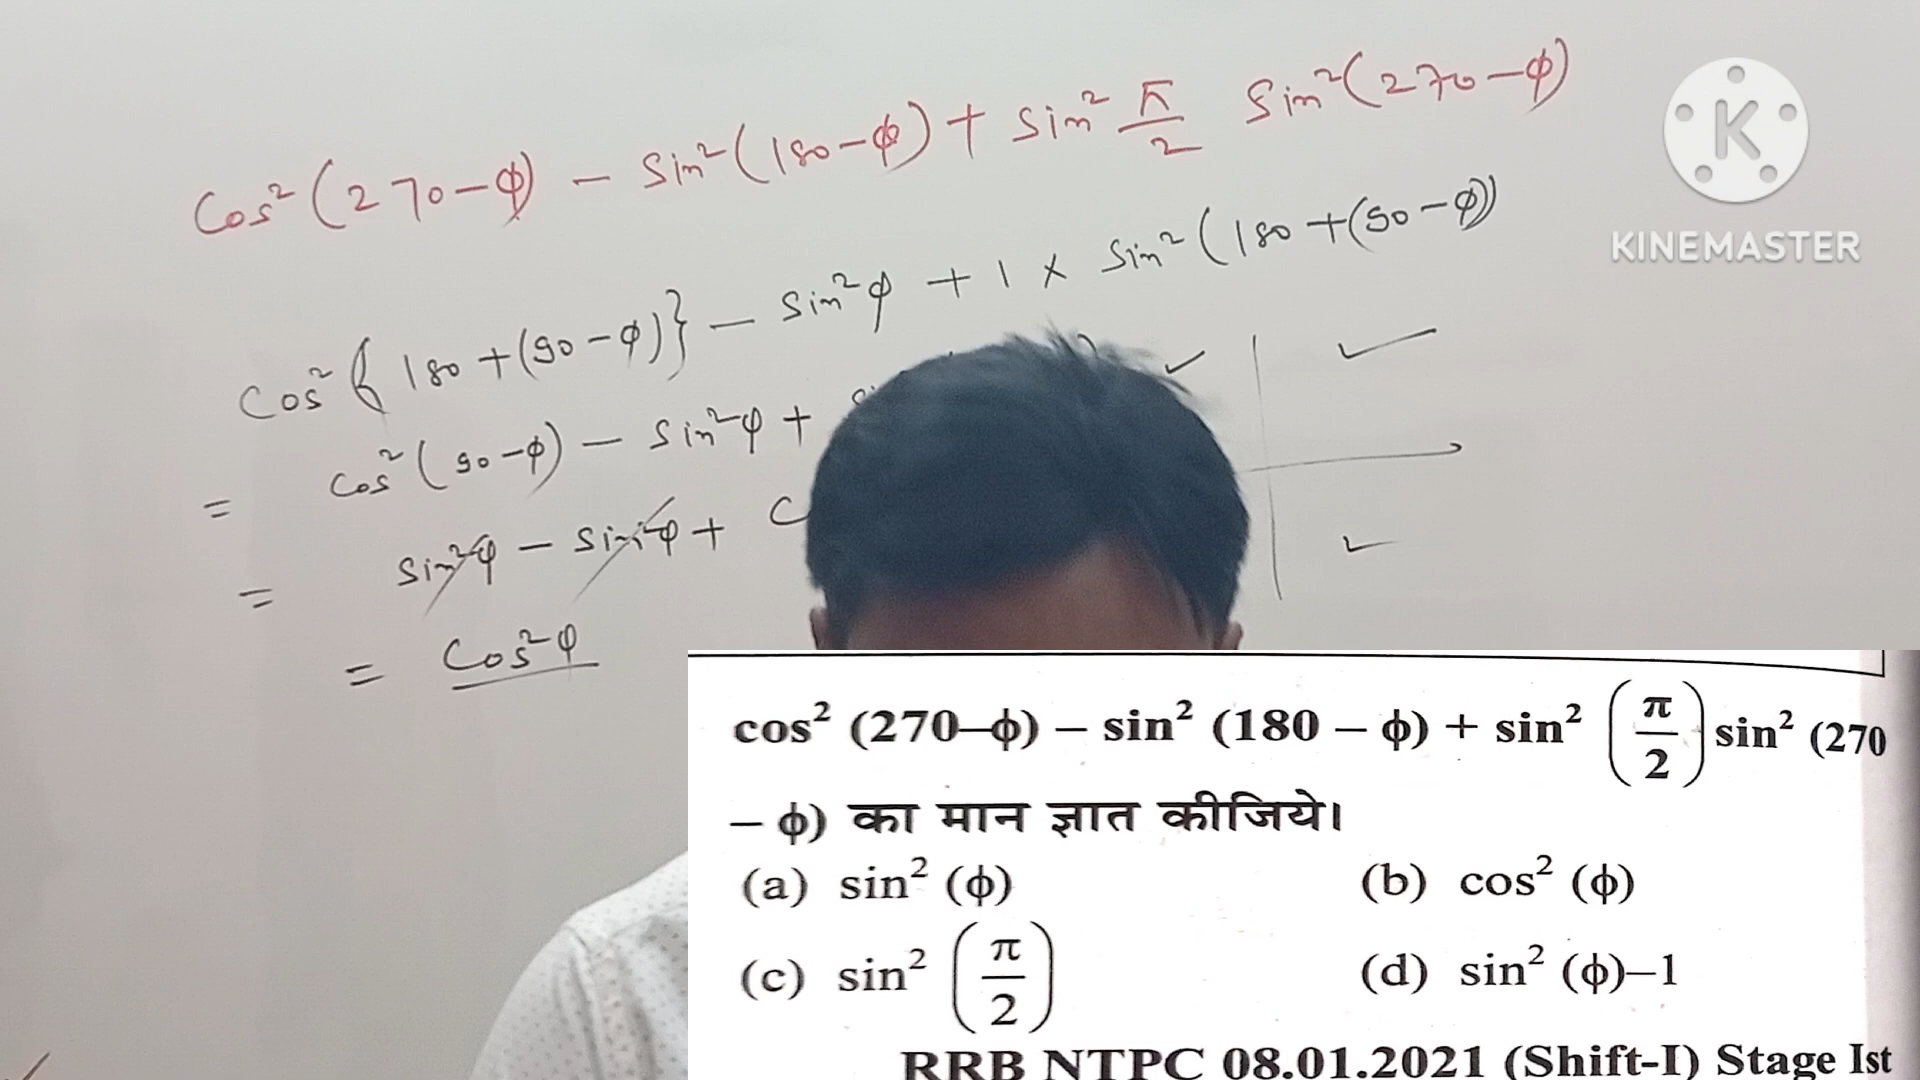 Cos² (270-ϕ) - Sin² (180-ϕ) + Sin² π/2 Sin² (270-ϕ)
Cos² { 180 + (90-ϕ)} - Sin²ϕ + 1 × Sin² (180 + (90-ϕ))
= Cos² (90-ϕ) - Sin²φ +
= Sin²φ - Sin²φ + C
= Cos²φ
K
KINEMASTER
cos² (270–ϕ) – sin² (180 – ϕ) + sin² (π/2) sin² (270
– ϕ) का मान ज्ञात कीजिये।
(a) sin² (ϕ) (b) cos² (ϕ)
(c) sin² (π/2) (d) sin² (ϕ)–1
RRB NTPC 08.01.2021 (Shift-I) Stage Ist